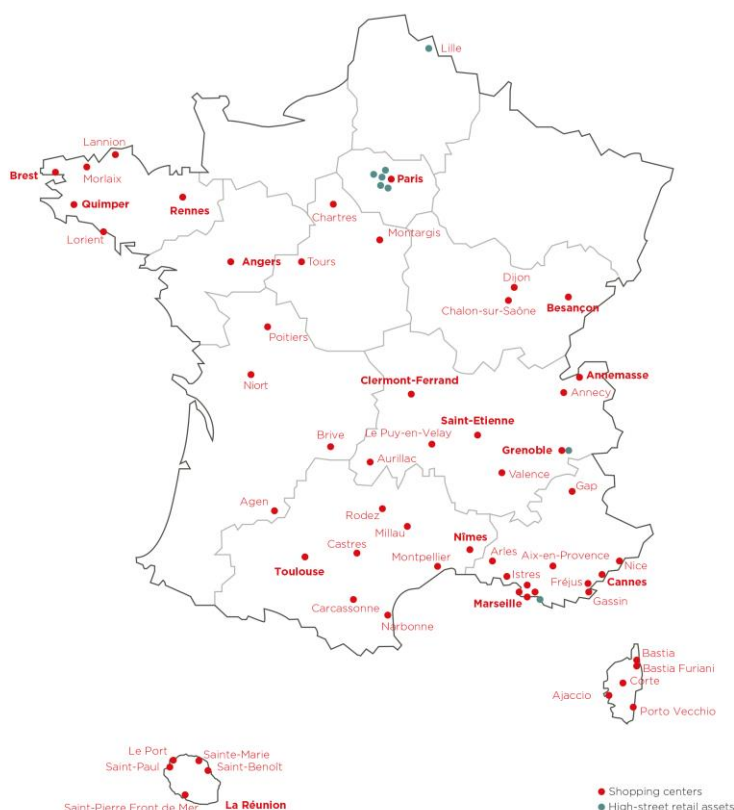 Lille
Lannion
Brest
Morlaix
Paris
Quimper
Rennes
Chartres
Lorient
Montargis
Angers
Tours
Dijon
Chalon-sur-Saône
Besançon
Poitiers
Niort
Clermont-Ferrand
Annemasse
Annecy
Saint-Etienne
Brive
Le Puy-en-Velay
Grenoble
Aurillac
Valence
Gap
Agen
Rodez
Millau
Nîmes
Castres
Arles
Aix-en-Provence
Toulouse
Montpellier
Nice
Istres
Fréjus
Cannes
Carcassonne
Marseille
Gassin
Narbonne
Bastia
Bastia Furiani
Corte
Ajaccio
Porto Vecchio
Le Port
Sainte-Marie
Saint-Paul
Saint-Benoît
Saint-Pierre Front de Mer
La Réunion
Shopping centers
High-street retail assets